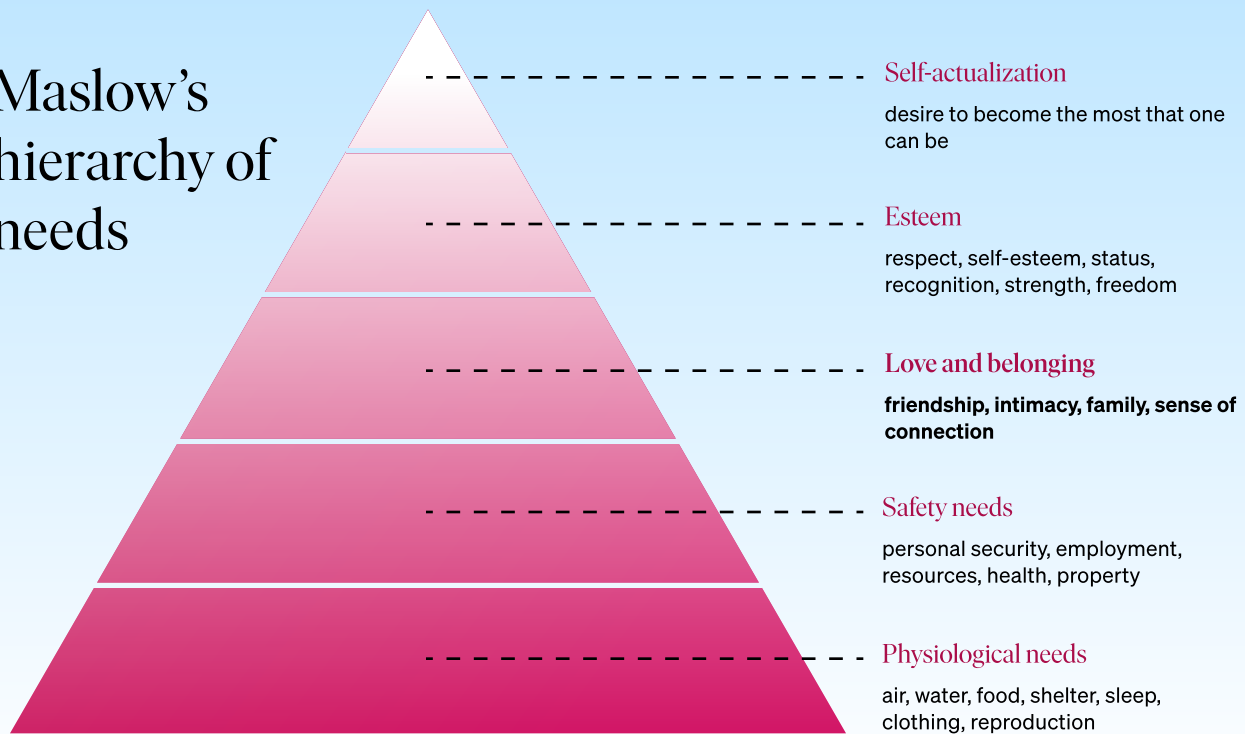 Maslow’s
hierarchy of
needs
Self-actualization
desire to become the most that one
can be
Esteem
respect, self-esteem, status,
recognition, strength, freedom
Love and belonging
friendship, intimacy, family, sense of
connection
Safety needs
personal security, employment,
resources, health, property
Physiological needs
air, water, food, shelter, sleep,
clothing, reproduction